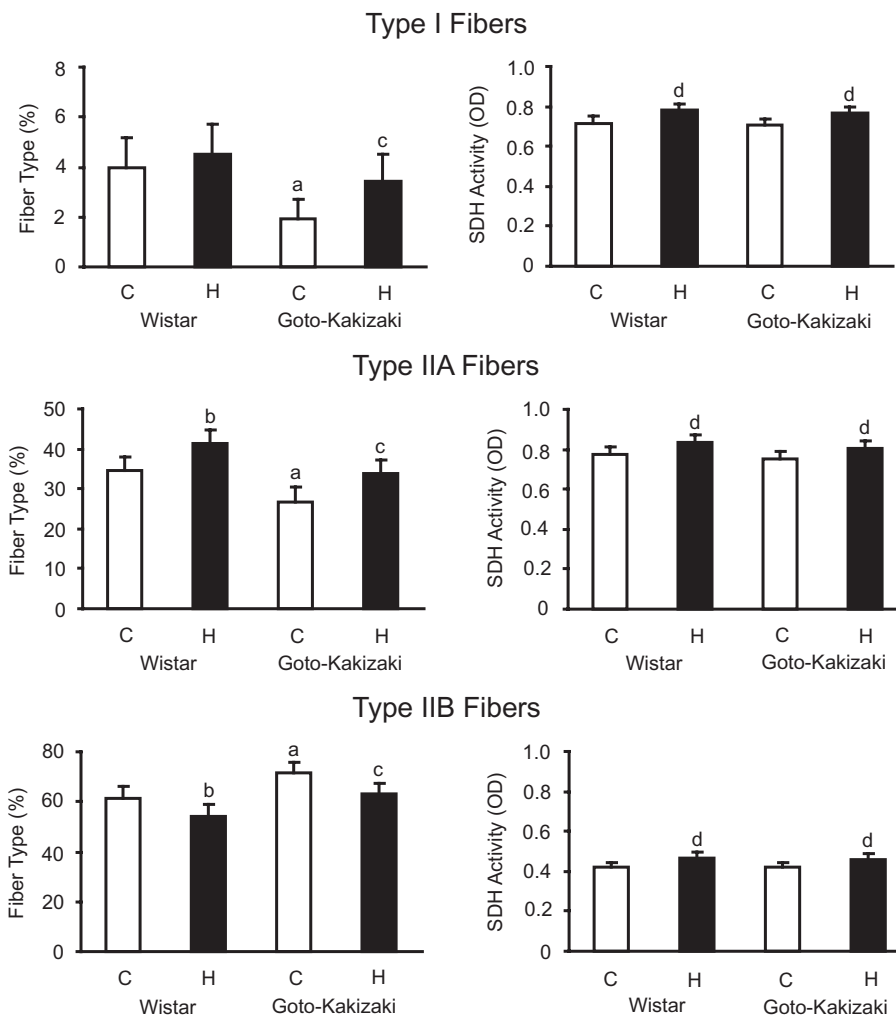 Type I Fibers
Fiber Type (%)
8
6
4
2
0
a
c
C H C H
Wistar Goto-Kakizaki
SDH Activity (OD)
1.0
0.8
0.6
0.4
0.2
0
d
d
C H C H
Wistar Goto-Kakizaki
Type IIA Fibers
Fiber Type (%)
50
40
30
20
10
0
b
a
c
C H C H
Wistar Goto-Kakizaki
SDH Activity (OD)
1.0
0.8
0.6
0.4
0.2
0
d
d
C H C H
Wistar Goto-Kakizaki
Type IIB Fibers
Fiber Type (%)
80
60
40
20
0
b
a
c
C H C H
Wistar Goto-Kakizaki
SDH Activity (OD)
1.0
0.8
0.6
0.4
0.2
0
d
d
C H C H
Wistar Goto-Kakizaki